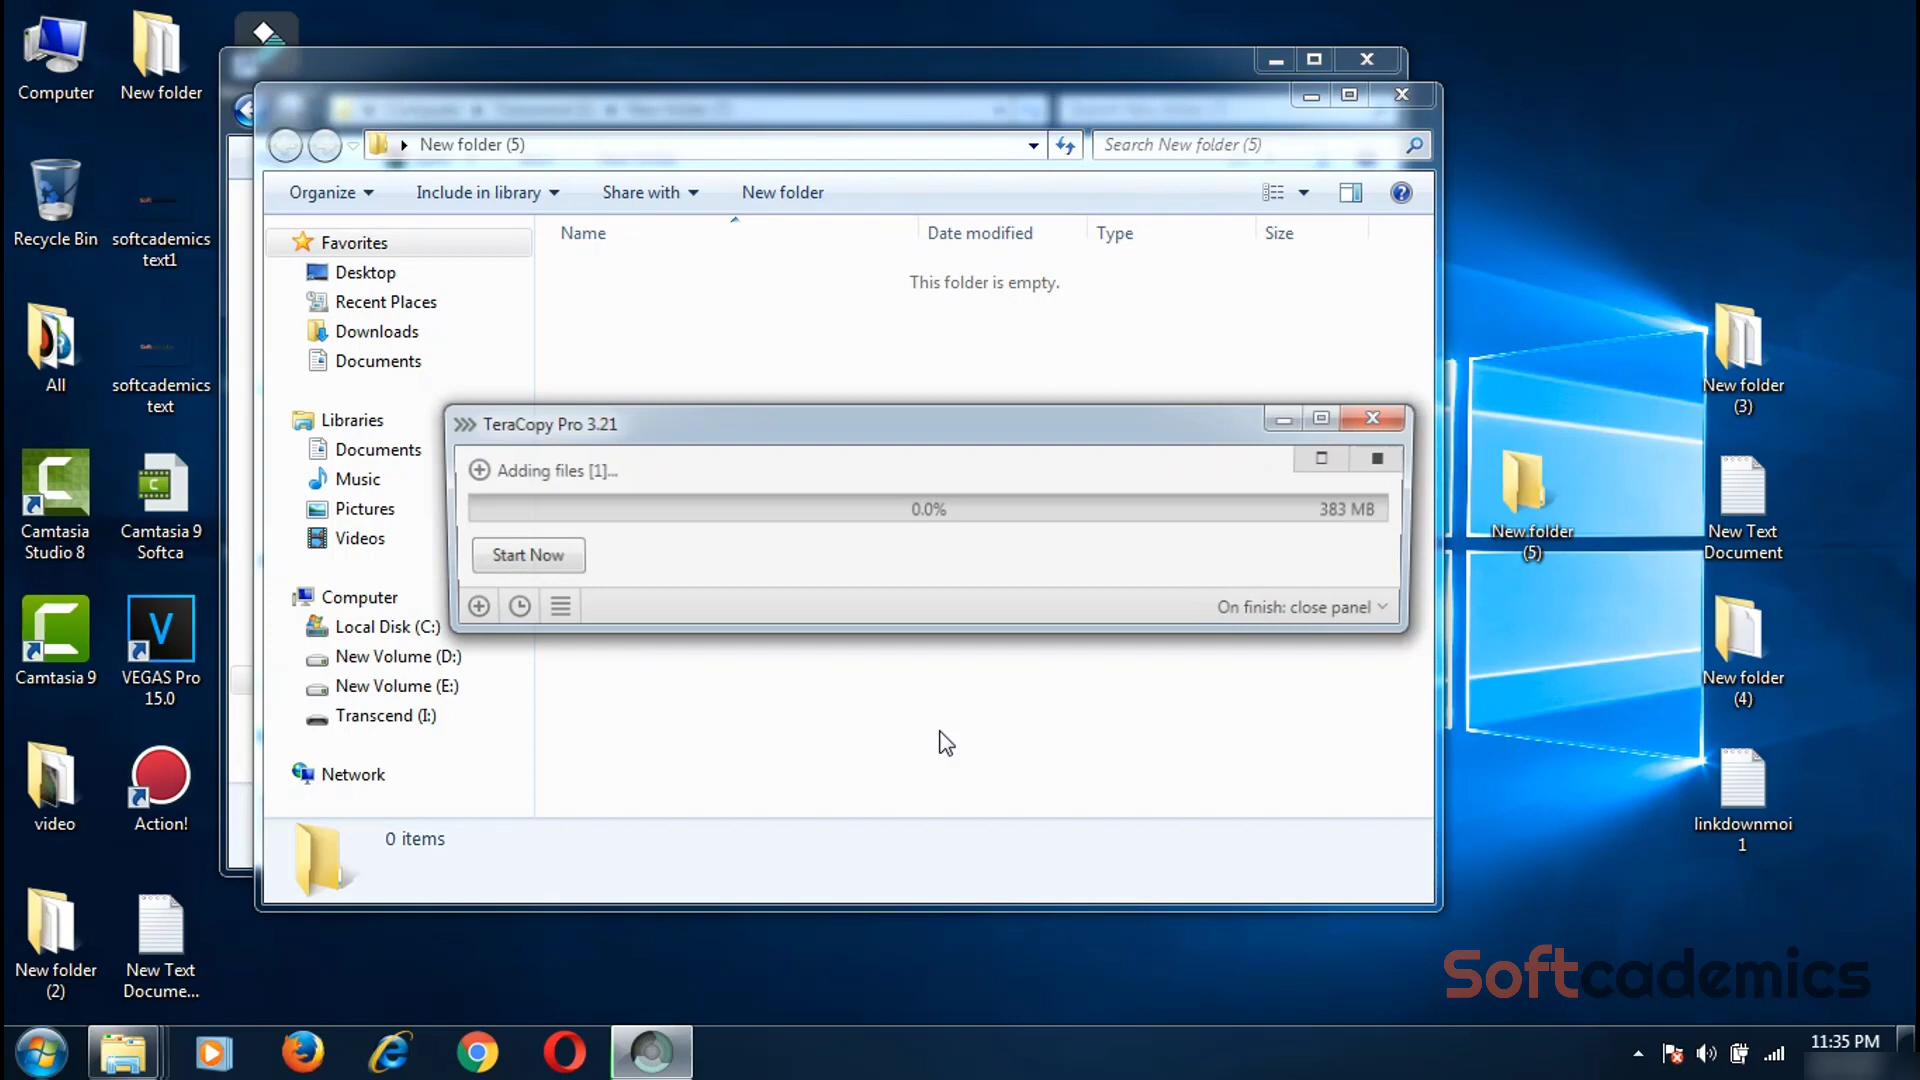 Computer
New folder
Recycle Bin
softcademics
text1
All
softcademics
text
Camtasia
Studio 8
Camtasia 9
Softca
Camtasia 9
VEGAS Pro
15.0
video
Action!
New folder
(2)
New Text
Docume...
New folder (5)
Search New folder (5)
Organize
Include in library
Share with
New folder
Name
Date modified
Type
Size
This folder is empty.
Favorites
Desktop
Recent Places
Downloads
Documents
Libraries
Documents
Music
Pictures
Videos
Computer
Local Disk (C:)
New Volume (D:)
New Volume (E:)
Transcend (I:)
Network
0 items
TeraCopy Pro 3.21
Adding files [1]...
0.0%
383 MB
Start Now
On finish: close panel
New folder
(3)
New folder
(5)
New Text
Document
New folder
(4)
linkdownmoi
1
Softcademics
11:35 PM